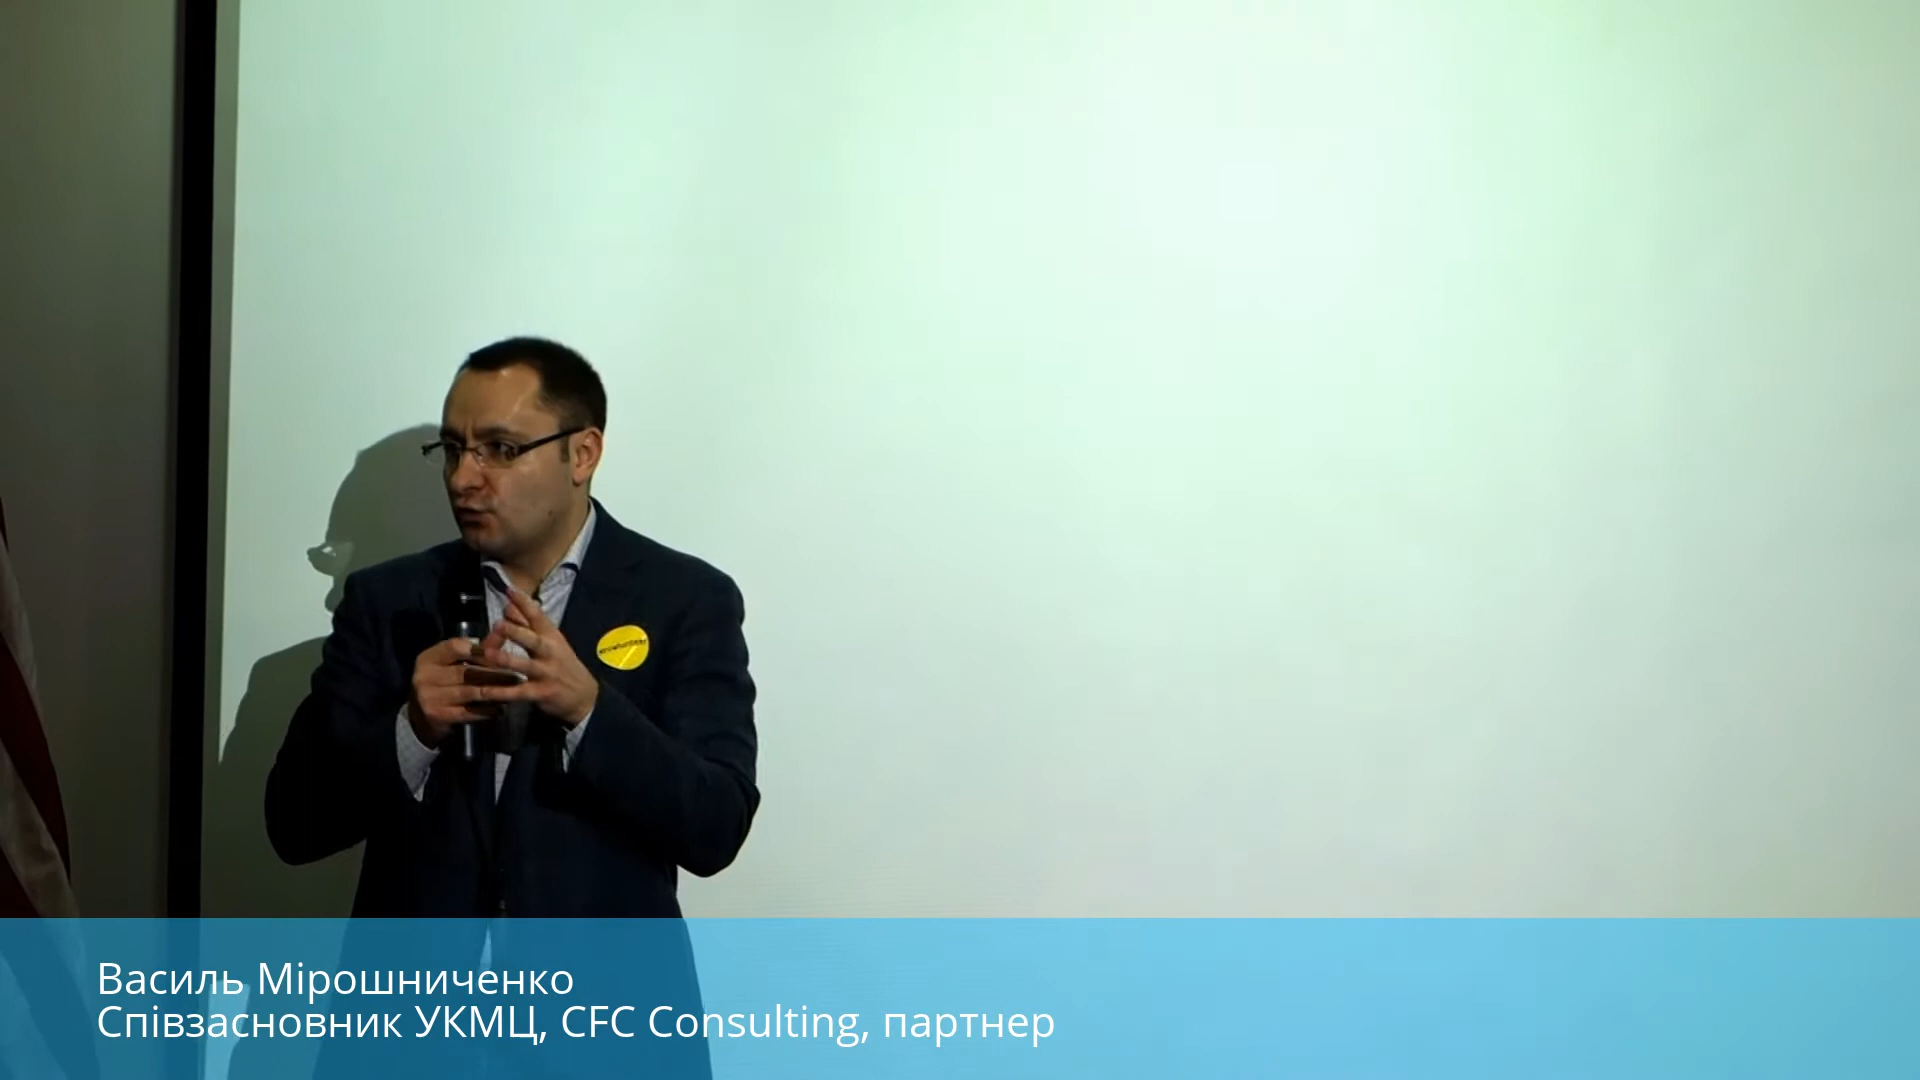 Василь Мірошниченко
Співзасновник УКМЦ, CFC Consulting, партнер